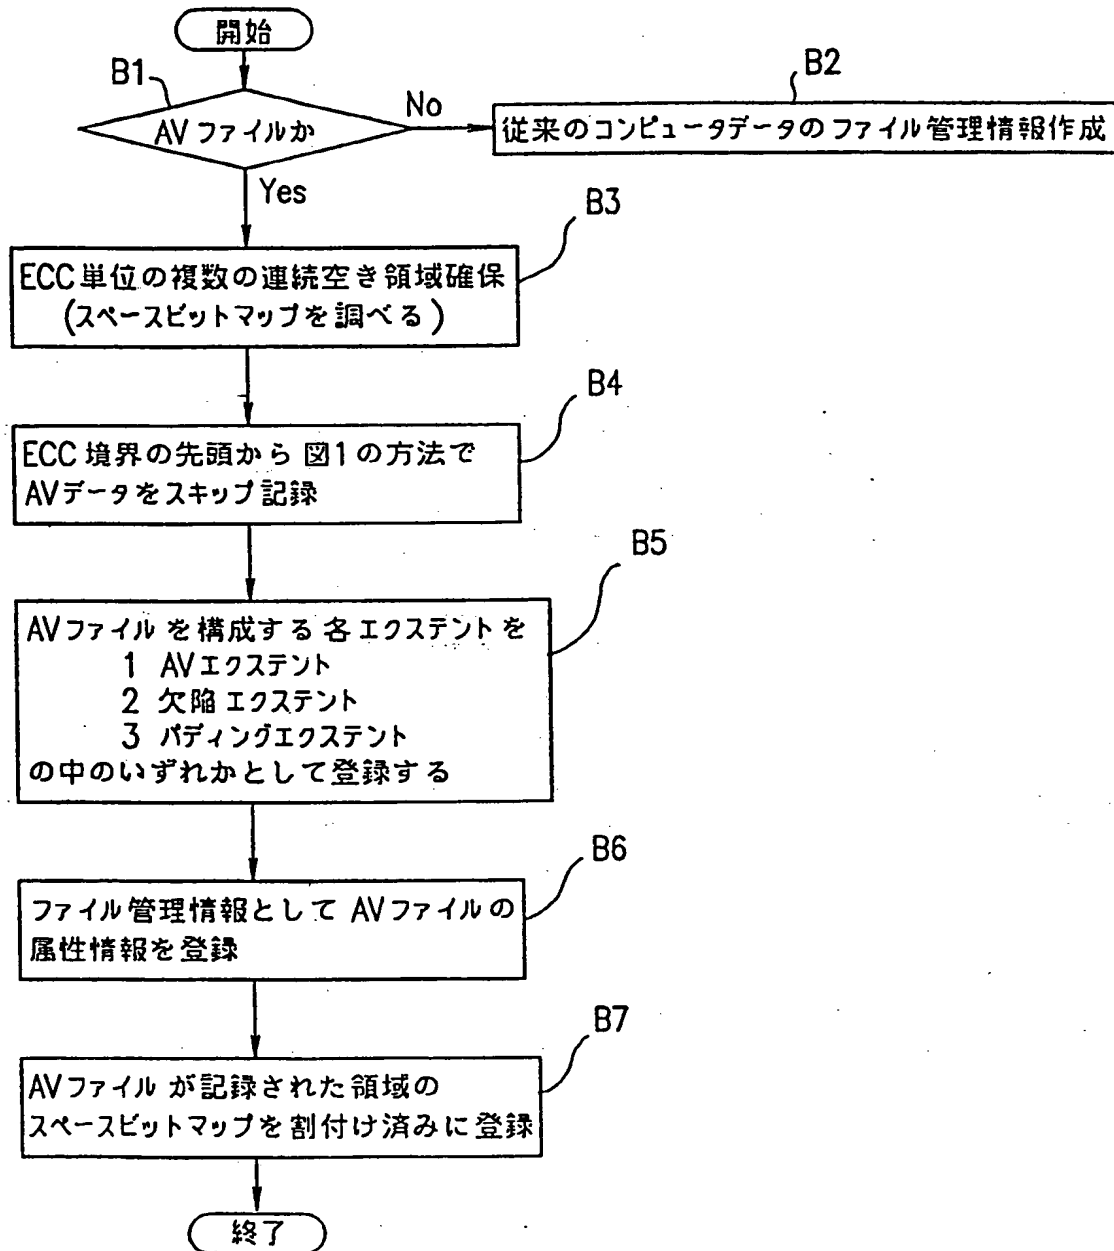 開始
B1
AVファイルか
No
B2
従来のコンピュータデータのファイル管理情報作成
Yes
B3
ECC単位の複数の連続空き領域確保
(スペースビットマップを調べる)
B4
ECC境界の先頭から図1の方法で
AVデータをスキップ記録
B5
AVファイルを構成する各エクステントを
1 AVエクステント
2 欠陥エクステント
3 パディングエクステント
の中のいずれかとして登録する
B6
ファイル管理情報としてAVファイルの
属性情報を登録
B7
AVファイルが記録された領域の
スペースビットマップを割付け済みに登録
終了